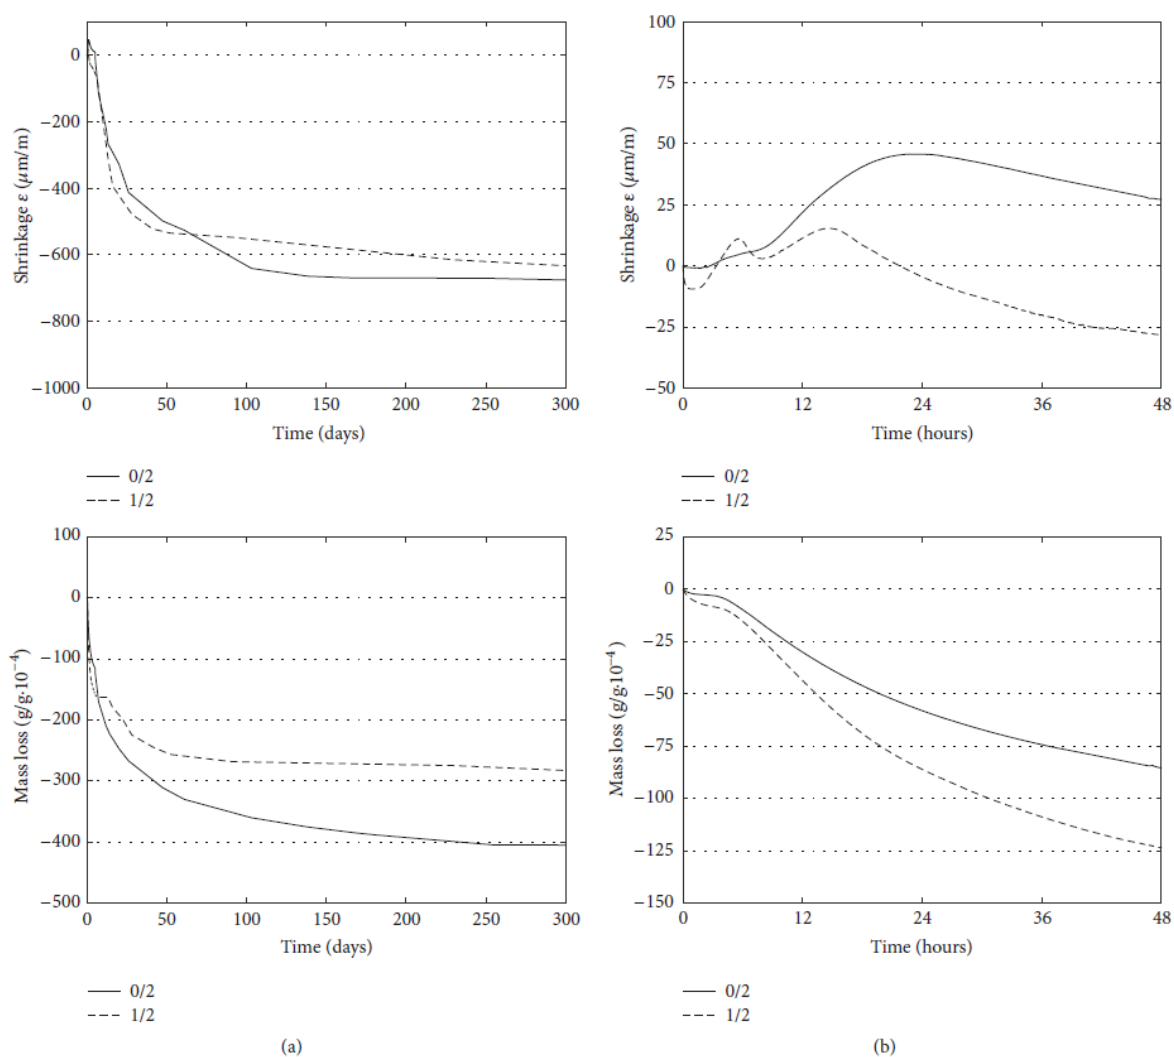 Shrinkage ε (μm/m)
0
−200
−400
−600
−800
−1000
0 50 100 150 200 250 300
Time (days)
0/2
1/2
Shrinkage ε (μm/m)
100
75
50
25
0
−25
−50
0 12 24 36 48
Time (hours)
0/2
1/2
Mass loss (g/g·10⁻⁴)
100
0
−100
−200
−300
−400
−500
0 50 100 150 200 250 300
Time (days)
0/2
1/2
(a)
Mass loss (g/g·10⁻⁴)
25
0
−25
−50
−75
−100
−125
−150
0 12 24 36 48
Time (hours)
0/2
1/2
(b)